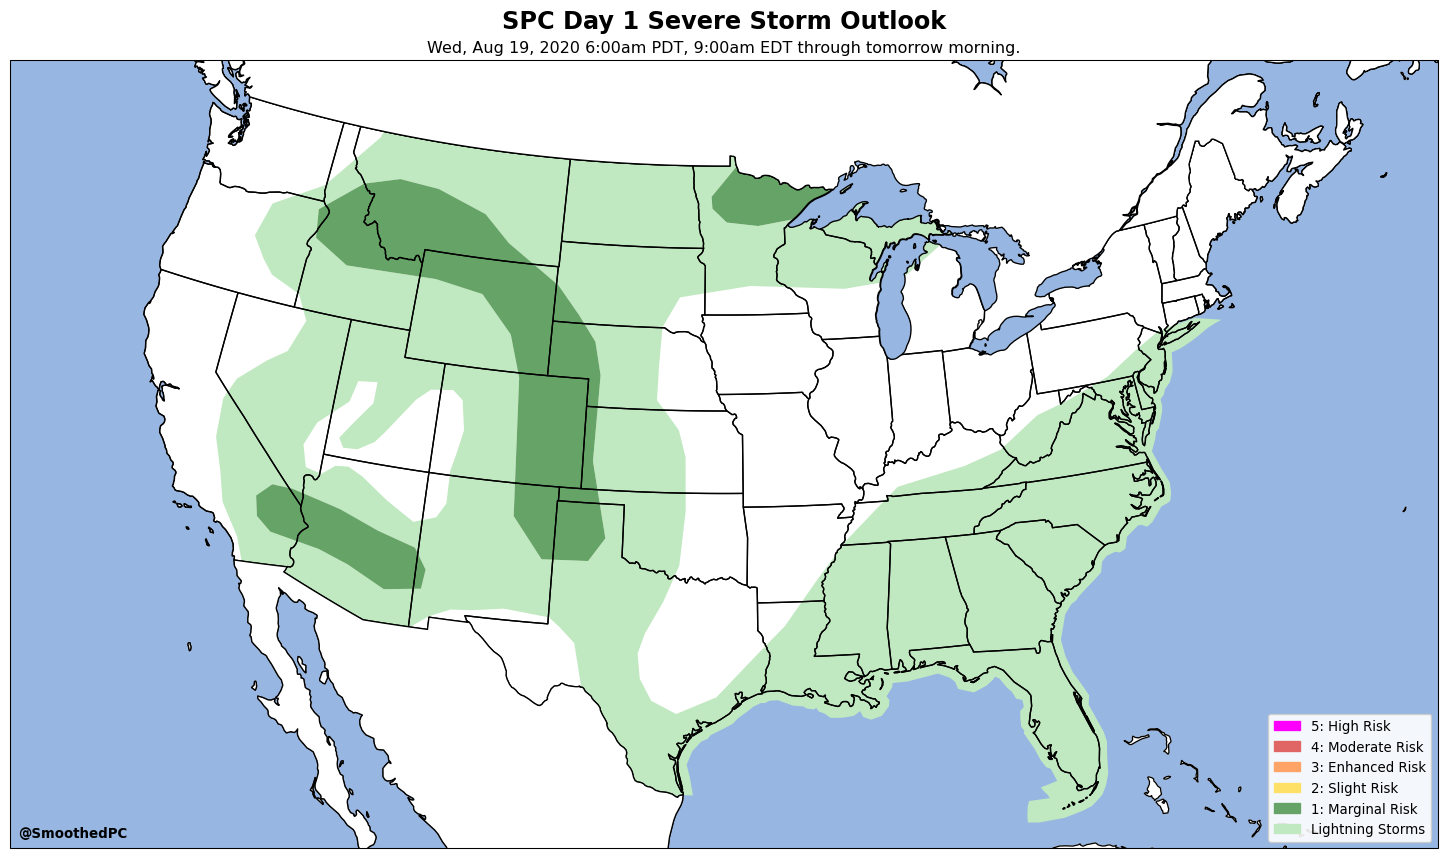 SPC Day 1 Severe Storm Outlook
Wed, Aug 19, 2020 6:00am PDT, 9:00am EDT through tomorrow morning.
5: High Risk
4: Moderate Risk
3: Enhanced Risk
2: Slight Risk
1: Marginal Risk
Lightning Storms
@SmoothedPC